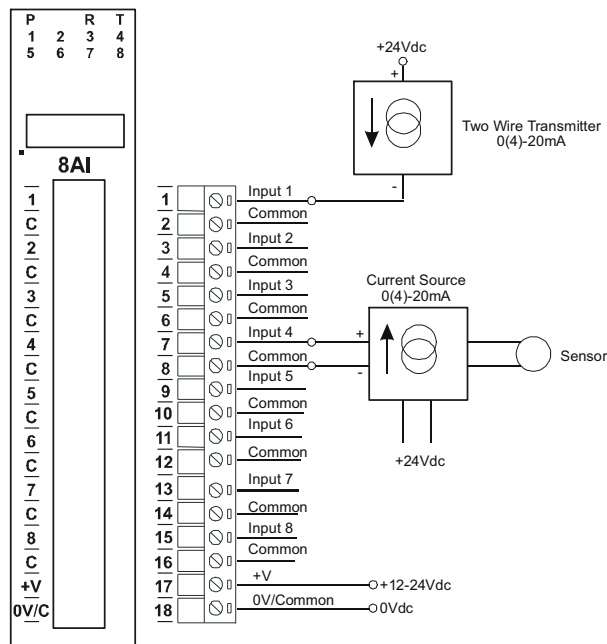 P R T
1 2 3 4
5 6 7 8
8AI
1
C
2
C
3
C
4
C
5
C
6
C
7
C
8
C
+V
0V/C
1 Input 1
2 Common
3 Input 2
4 Common
5 Input 3
6 Common
7 Input 4
8 Common
9 Input 5
10 Common
11 Input 6
12 Common
13 Input 7
14 Common
15 Input 8
16 Common
17 +V +12-24Vdc
18 0V/Common 0Vdc
+24Vdc
+
-
Two Wire Transmitter
0(4)-20mA
Current Source
0(4)-20mA
+
-
Sensor
+24Vdc